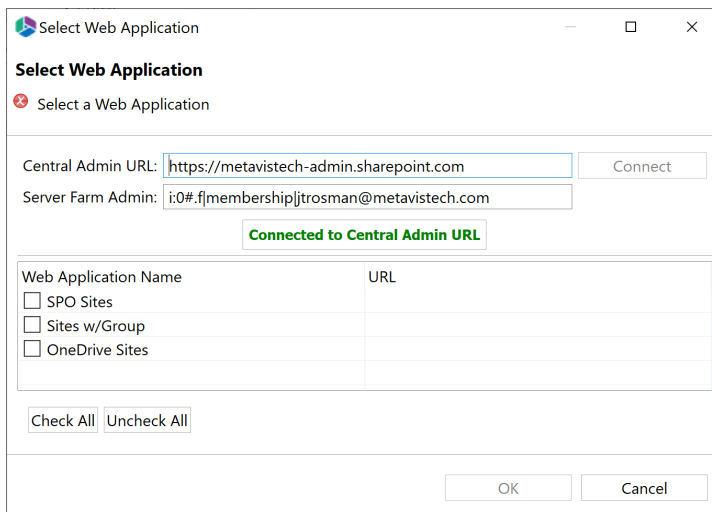 Select Web Application
Select Web Application
Select a Web Application
Central Admin URL: https://metavistech-admin.sharepoint.com Connect
Server Farm Admin: i:0#.f|membership|jtrosman@metavistech.com
Connected to Central Admin URL
Web Application Name URL
SPO Sites
Sites w/Group
OneDrive Sites
Check All Uncheck All
OK Cancel